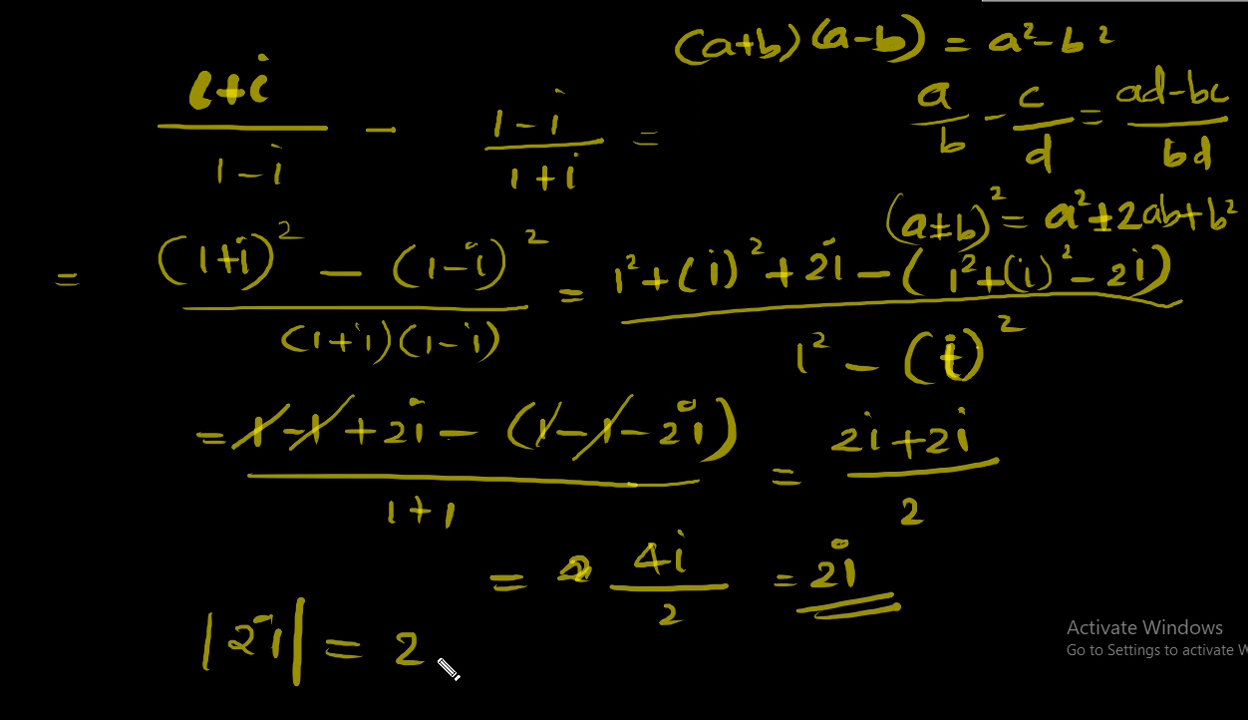 (a+b)(a-b) = a²-b²
(1+i)/(1-i) - (1-i)/(1+i) =
a/b - c/d = (ad-bc)/bd
(a±b)² = a²±2ab+b²
= ((1+i)² - (1-i)²)/((1+i)(1-i)) = (1²+(i)²+2i-(1²+(i)²-2i))/(1²-(i)²)
= (1-1+2i-(1-1-2i))/(1+1) = (2i+2i)/2
= 4i/2 = 2i
|2i| = 2
Activate Windows
Go to Settings to activate W